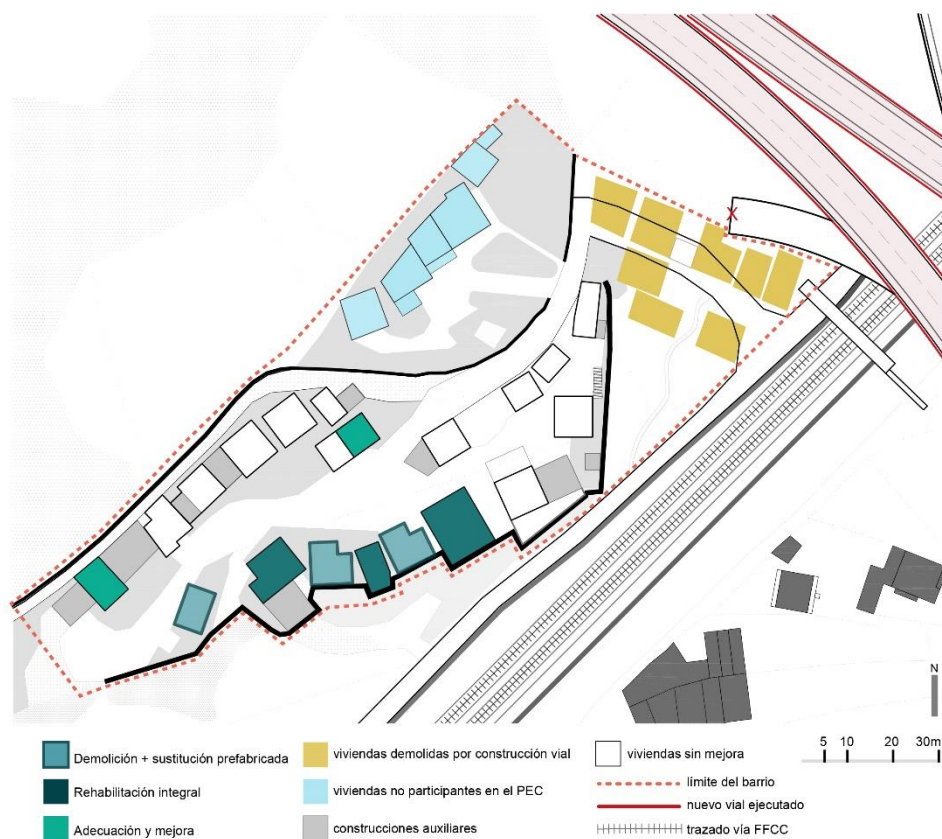 N
Demolición + sustitución prefabricada
Rehabilitación integral
Adecuación y mejora
viviendas demolidas por construcción vial
viviendas no participantes en el PEC
construcciones auxiliares
viviendas sin mejora
límite del barrio
nuevo vial ejecutado
trazado vía FFCC
5 10 20 30m